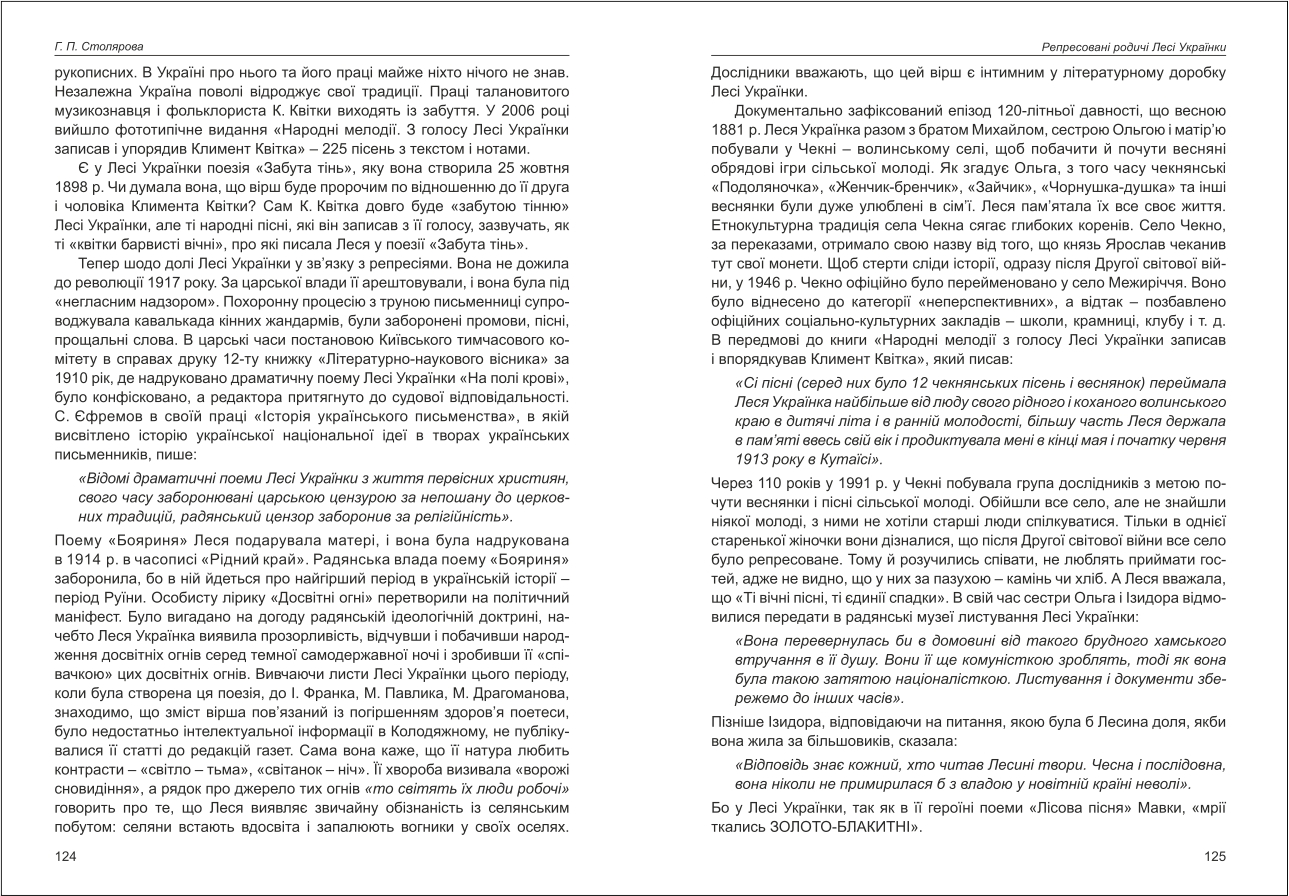 Г. П. Столярова
рукописних. В Україні про нього та його праці майже ніхто нічого не знав.
Незалежна Україна поволі відроджує свої традиції. Праці талановитого
музикознавця і фольклориста К. Квітки виходять із забуття. У 2006 році
вийшло фототипічне видання «Народні мелодії. З голосу Лесі Українки
записав і упорядив Климент Квітка» – 225 пісень з текстом і нотами.
Є у Лесі Українки поезія «Забута тінь», яку вона створила 25 жовтня
1898 р. Чи думала вона, що вірш буде пророчим по відношенню до її друга
і чоловіка Климента Квітки? Сам К. Квітка довго буде «забутою тінню»
Лесі Українки, але ті народні пісні, які він записав з її голосу, зазвучать, як
ті «квітки барвисті вічні», про які писала Леся у поезії «Забута тінь».
Тепер шодо долі Лесі Українки у зв’язку з репресіями. Вона не дожила
до революції 1917 року. За царської влади її арештовували, і вона була під
«негласним надзором». Похоронну процесію з труною письменниці супро-
воджувала кавалькада кінних жандармів, були заборонені промови, пісні,
прощальні слова. В царські часи постановою Київського тимчасового ко-
мітету в справах друку 12-ту книжку «Літературно-наукового вісника» за
1910 рік, де надруковано драматичну поему Лесі Українки «На полі крові»,
було конфісковано, а редактора притягнуто до судової відповідальності.
С. Єфремов в своїй праці «Історія українського письменства», в якій
висвітлено історію української національної ідеї в творах українських
письменників, пише:
«Відомі драматичні поеми Лесі Українки з життя первісних християн,
свого часу заборонювані царською цензурою за непошану до церков-
них традицій, радянський цензор заборонив за релігійність».
Поему «Бояриня» Леся подарувала матері, і вона була надрукована
в 1914 р. в часописі «Рідний край». Радянська влада поему «Бояриня»
заборонила, бо в ній йдеться про найгірший період в українській історії –
період Руїни. Особисту лірику «Досвітні огні» перетворили на політичний
маніфест. Було вигадано на догоду радянській ідеологічній доктрині, на-
чебто Леся Українка виявила прозорливість, відчувши і побачивши народ-
ження досвітніх огнів серед темної самодержавної ночі і зробивши її «спі-
вачкою» цих досвітніх огнів. Вивчаючи листи Лесі Українки цього періоду,
коли була створена ця поезія, до І. Франка, М. Павлика, М. Драгоманова,
знаходимо, що зміст вірша пов’язаний із погіршенням здоров’я поетеси,
було недостатньо інтелектуальної інформації в Колодяжному, не публіку-
валися її статті до редакцій газет. Сама вона каже, що її натура любить
контрасти – «світло – тьма», «світанок – ніч». Її хвороба визивала «ворожі
сновидіння», а рядок про джерело тих огнів «то світять їх люди робочі»
говорить про те, що Леся виявляє звичайну обізнаність із селянським
побутом: селяни встають вдосвіта і запалюють вогники у своїх оселях.
124
Репресовані родичі Лесі Українки
Дослідники вважають, що цей вірш є інтимним у літературному доробку
Лесі Українки.
Документально зафіксований епізод 120-літньої давності, що весною
1881 р. Леся Українка разом з братом Михайлом, сестрою Ольгою і матір’ю
побували у Чекні – волинському селі, щоб побачити й почути весняні
обрядові ігри сільської молоді. Як згадує Ольга, з того часу чекнянські
«Подоляночка», «Женчик-бренчик», «Зайчик», «Чорнушка-душка» та інші
веснянки були дуже улюблені в сім’ї. Леся пам’ятала їх все своє життя.
Етнокультурна традиція села Чекна сягає глибоких коренів. Село Чекно,
за переказами, отримало свою назву від того, що князь Ярослав чеканив
тут свої монети. Щоб стерти сліди історії, одразу після Другої світової вій-
ни, у 1946 р. Чекно офіційно було перейменовано у село Межиріччя. Воно
було віднесено до категорії «неперспективних», а відтак – позбавлено
офіційних соціально-культурних закладів – школи, крамниці, клубу і т. д.
В передмові до книги «Народні мелодії з голосу Лесі Українки записав
і впорядкував Климент Квітка», який писав:
«Сі пісні (серед них було 12 чекнянських пісень і веснянок) переймала
Леся Українка найбільше від люду свого рідного і коханого волинського
краю в дитячі літа і в ранній молодості, більшу часть Леся держала
в пам’яті ввесь свій вік і продиктувала мені в кінці мая і початку червня
1913 року в Кутаїсі».
Через 110 років у 1991 р. у Чекні побувала група дослідників з метою по-
чути веснянки і пісні сільської молоді. Обійшли все село, але не знайшли
ніякої молоді, з ними не хотіли старші люди спілкуватися. Тільки в однієї
старенької жіночки вони дізналися, що після Другої світової війни все село
було репресоване. Тому й розучились співати, не люблять приймати гос-
тей, адже не видно, що у них за пазухою – камінь чи хліб. А Леся вважала,
що «Ті вічні пісні, ті єдинії спадки». В свій час сестри Ольга і Ізидора відмо-
вилися передати в радянські музеї листування Лесі Українки:
«Вона перевернулась би в домовині від такого брудного хамського
втручання в її душу. Вони її ще комуністкою зроблять, тоді як вона
була такою затятою націоналісткою. Листування і документи збе-
режемо до інших часів».
Пізніше Ізидора, відповідаючи на питання, якою була б Лесина доля, якби
вона жила за більшовиків, сказала:
«Відповідь знає кожний, хто читав Лесині твори. Чесна і послідовна,
вона ніколи не примирилася б з владою у новітній країні неволі».
Бо у Лесі Українки, так як в її героїні поеми «Лісова пісня» Мавки, «мрії
ткались ЗОЛОТО-БЛАКИТНІ».
125